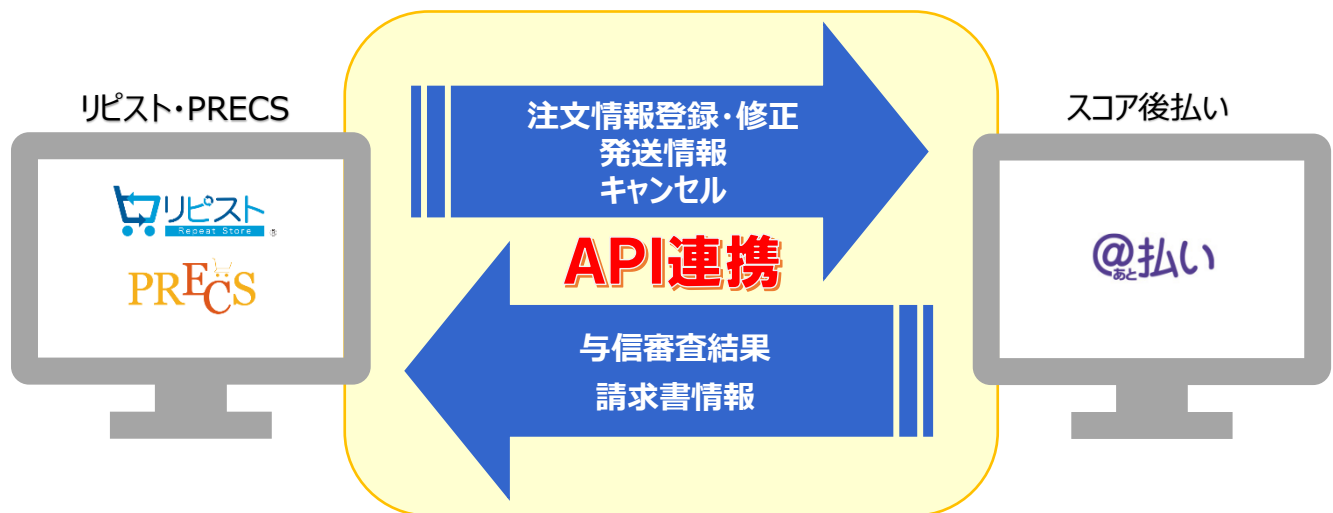 リピスト・PRECS
リピスト
Repeat Store ®
PRECS
注文情報登録・修正
発送情報
キャンセル
API連携
与信審査結果
請求書情報
スコア後払い
@払い
あと